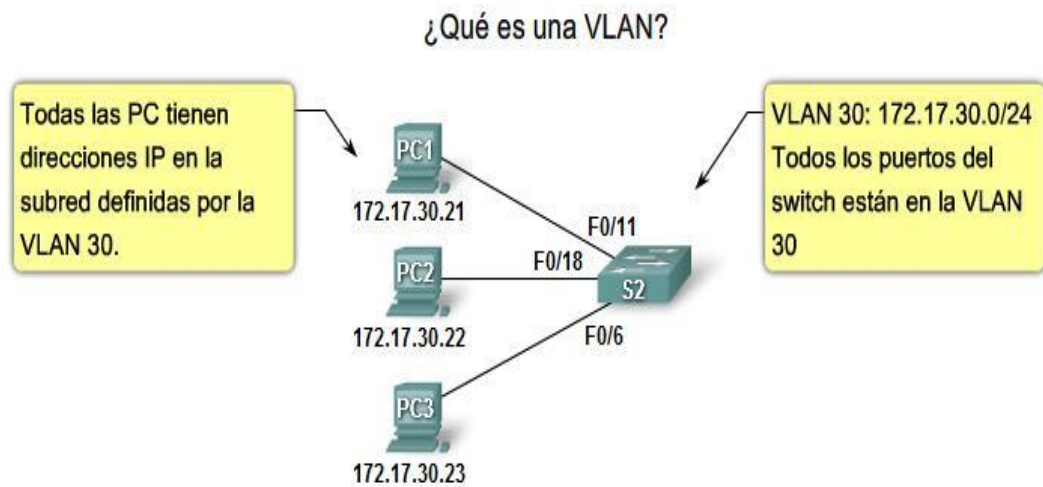 ¿Qué es una VLAN?
Todas las PC tienen
direcciones IP en la
subred definidas por la
VLAN 30.
PC1
172.17.30.21
F0/11
F0/18
PC2
172.17.30.22
S2
F0/6
PC3
172.17.30.23
VLAN 30: 172.17.30.0/24
Todos los puertos del
switch están en la VLAN
30